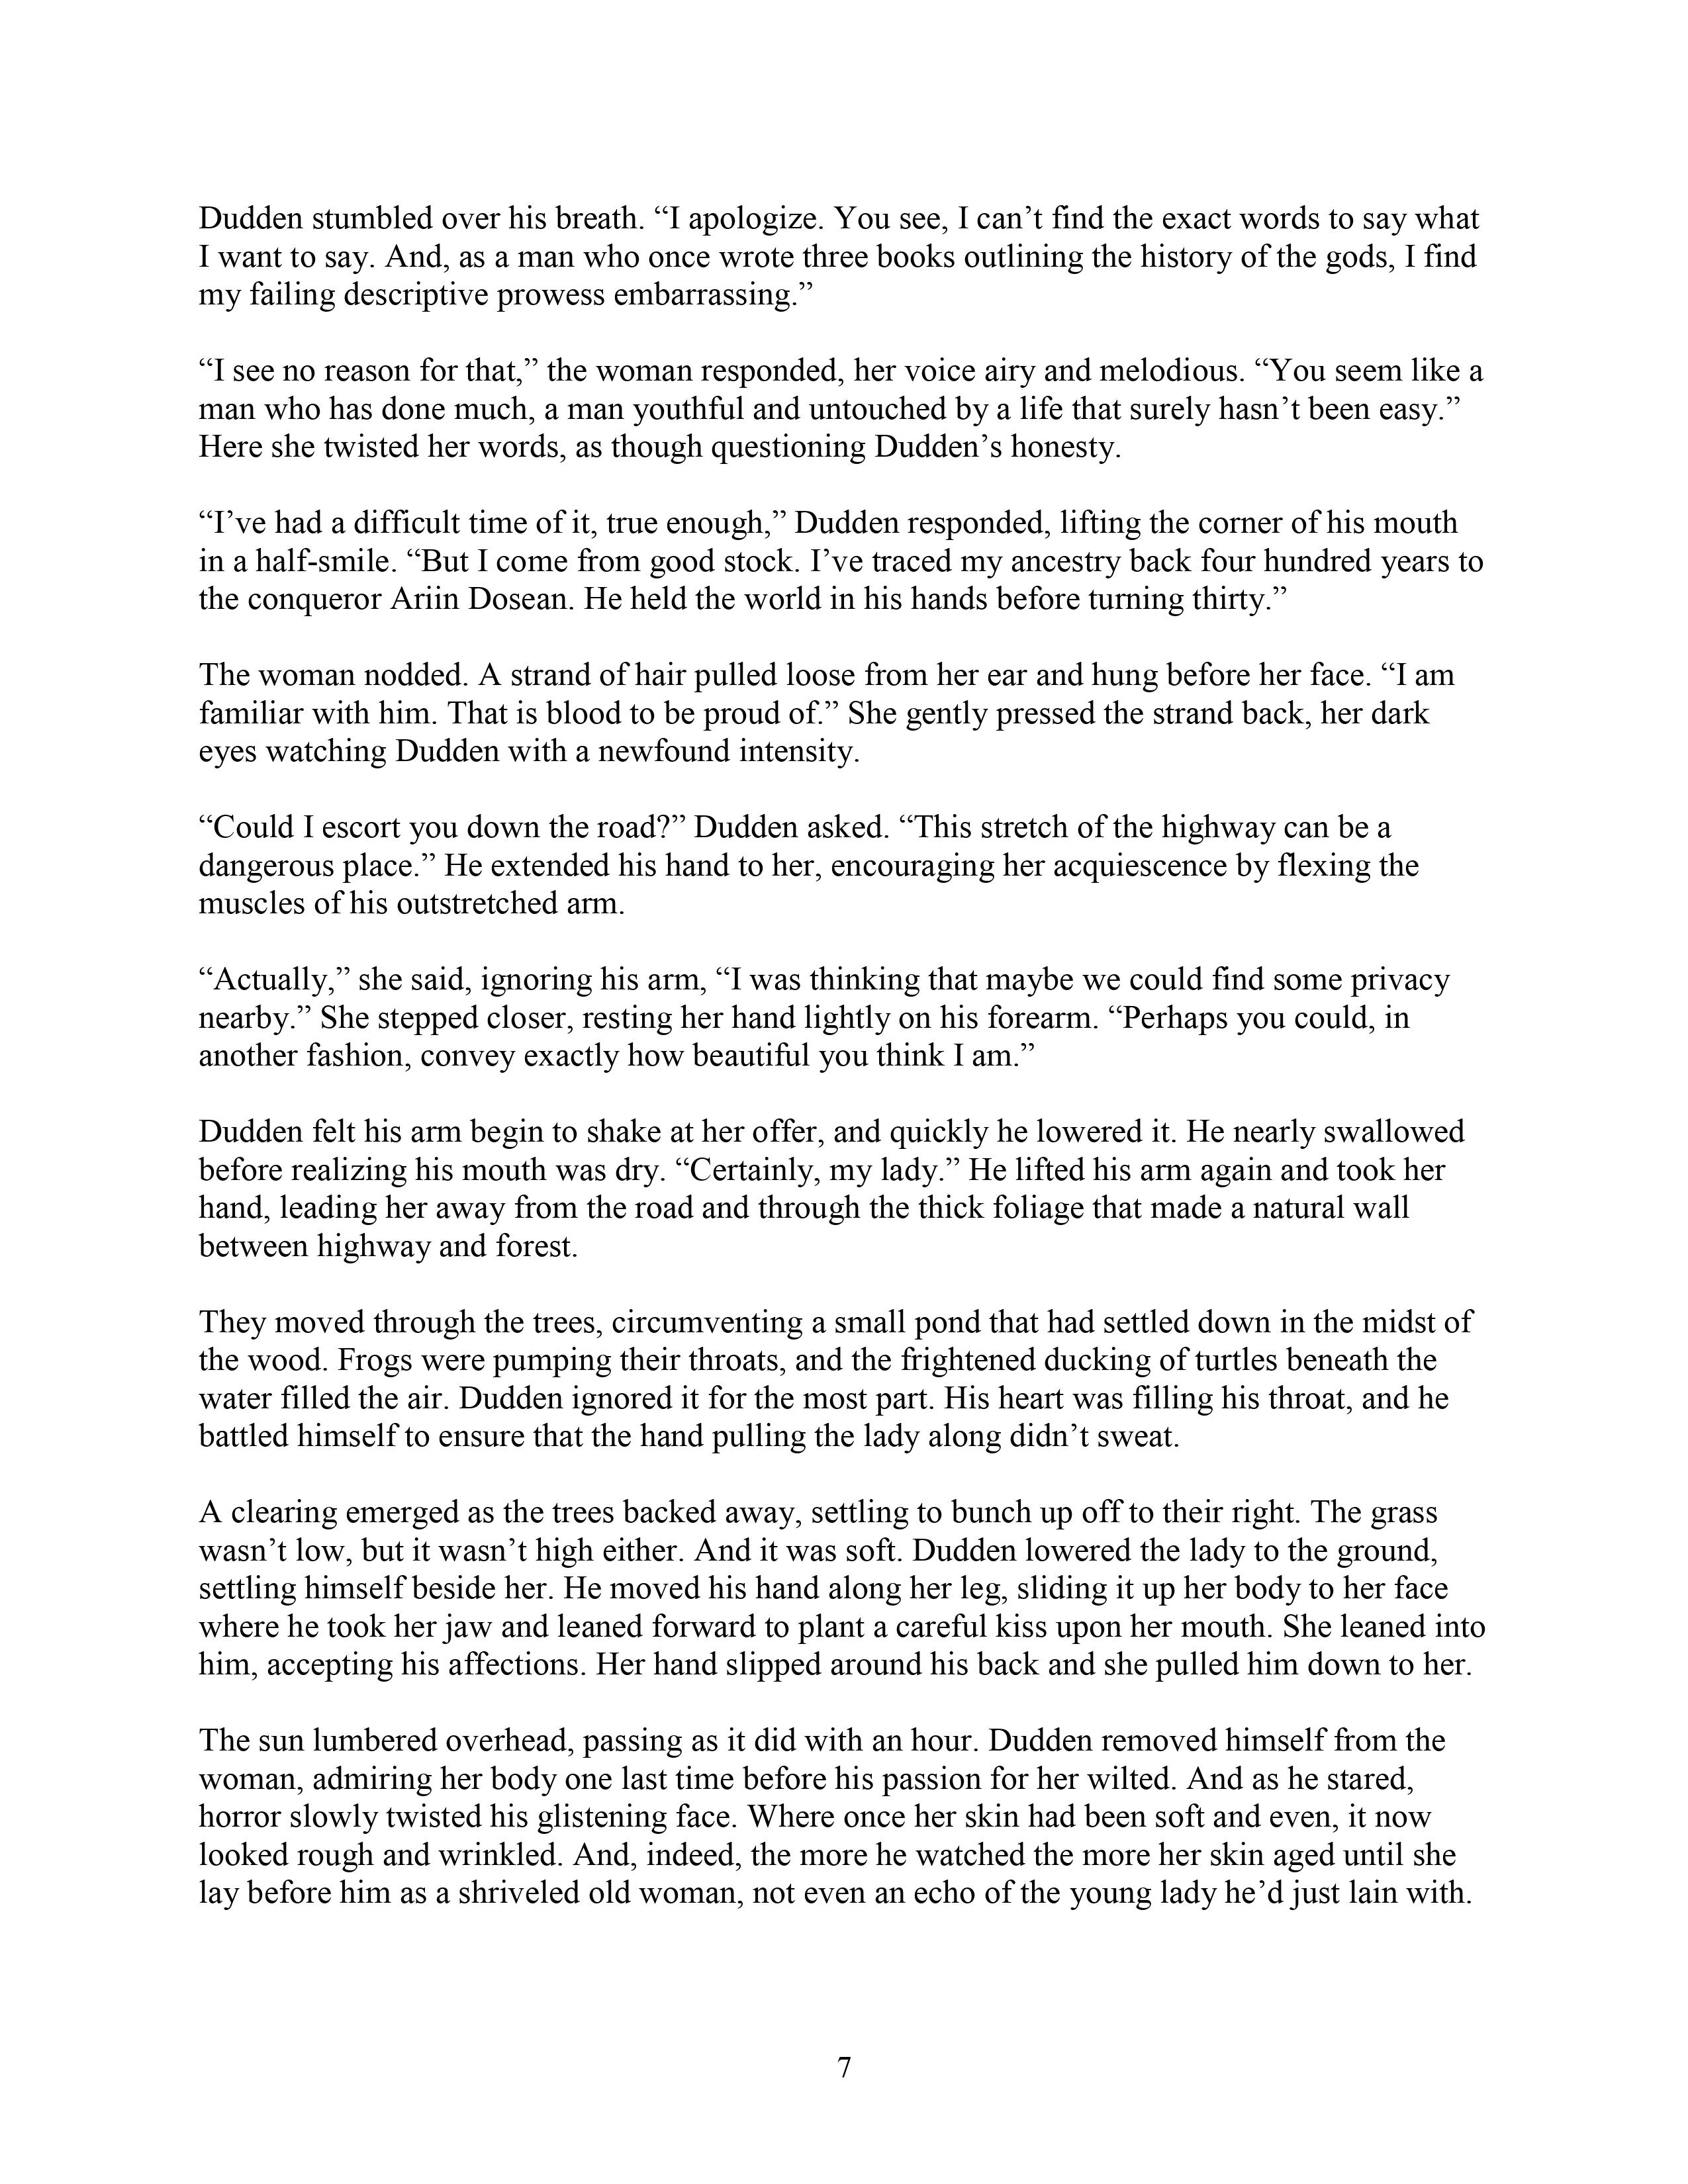 Dudden stumbled over his breath. “I apologize. You see, I can’t find the exact words to say what
I want to say. And, as a man who once wrote three books outlining the history of the gods, I find
my failing descriptive prowess embarrassing.”
“I see no reason for that,” the woman responded, her voice airy and melodious. “You seem like a
man who has done much, a man youthful and untouched by a life that surely hasn’t been easy.”
Here she twisted her words, as though questioning Dudden’s honesty.
“I’ve had a difficult time of it, true enough,” Dudden responded, lifting the corner of his mouth
in a half-smile. “But I come from good stock. I’ve traced my ancestry back four hundred years to
the conqueror Ariin Dosean. He held the world in his hands before turning thirty.”
The woman nodded. A strand of hair pulled loose from her ear and hung before her face. “I am
familiar with him. That is blood to be proud of.” She gently pressed the strand back, her dark
eyes watching Dudden with a newfound intensity.
“Could I escort you down the road?” Dudden asked. “This stretch of the highway can be a
dangerous place.” He extended his hand to her, encouraging her acquiescence by flexing the
muscles of his outstretched arm.
“Actually,” she said, ignoring his arm, “I was thinking that maybe we could find some privacy
nearby.” She stepped closer, resting her hand lightly on his forearm. “Perhaps you could, in
another fashion, convey exactly how beautiful you think I am.”
Dudden felt his arm begin to shake at her offer, and quickly he lowered it. He nearly swallowed
before realizing his mouth was dry. “Certainly, my lady.” He lifted his arm again and took her
hand, leading her away from the road and through the thick foliage that made a natural wall
between highway and forest.
They moved through the trees, circumventing a small pond that had settled down in the midst of
the wood. Frogs were pumping their throats, and the frightened ducking of turtles beneath the
water filled the air. Dudden ignored it for the most part. His heart was filling his throat, and he
battled himself to ensure that the hand pulling the lady along didn’t sweat.
A clearing emerged as the trees backed away, settling to bunch up off to their right. The grass
wasn’t low, but it wasn’t high either. And it was soft. Dudden lowered the lady to the ground,
settling himself beside her. He moved his hand along her leg, sliding it up her body to her face
where he took her jaw and leaned forward to plant a careful kiss upon her mouth. She leaned into
him, accepting his affections. Her hand slipped around his back and she pulled him down to her.
The sun lumbered overhead, passing as it did with an hour. Dudden removed himself from the
woman, admiring her body one last time before his passion for her wilted. And as he stared,
horror slowly twisted his glistening face. Where once her skin had been soft and even, it now
looked rough and wrinkled. And, indeed, the more he watched the more her skin aged until she
lay before him as a shriveled old woman, not even an echo of the young lady he’d just lain with.
7